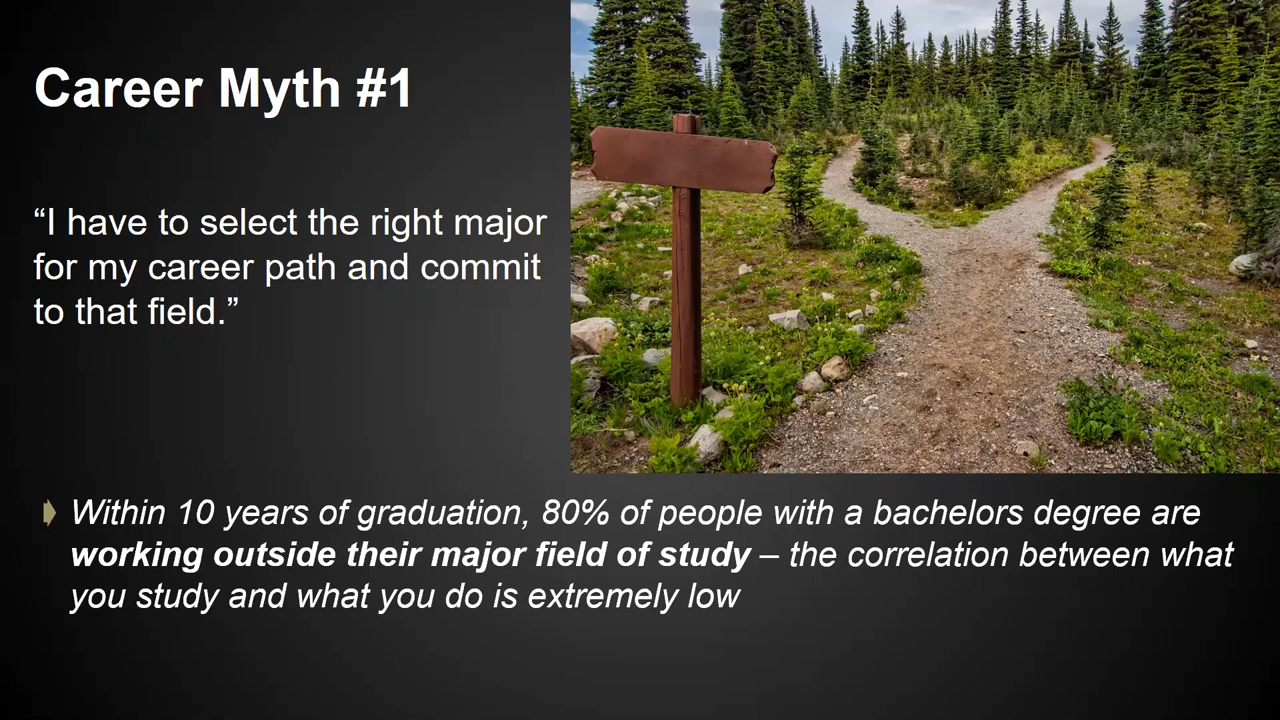 Career Myth #1
“I have to select the right major
for my career path and commit
to that field.”
Within 10 years of graduation, 80% of people with a bachelors degree are
working outside their major field of study – the correlation between what
you study and what you do is extremely low